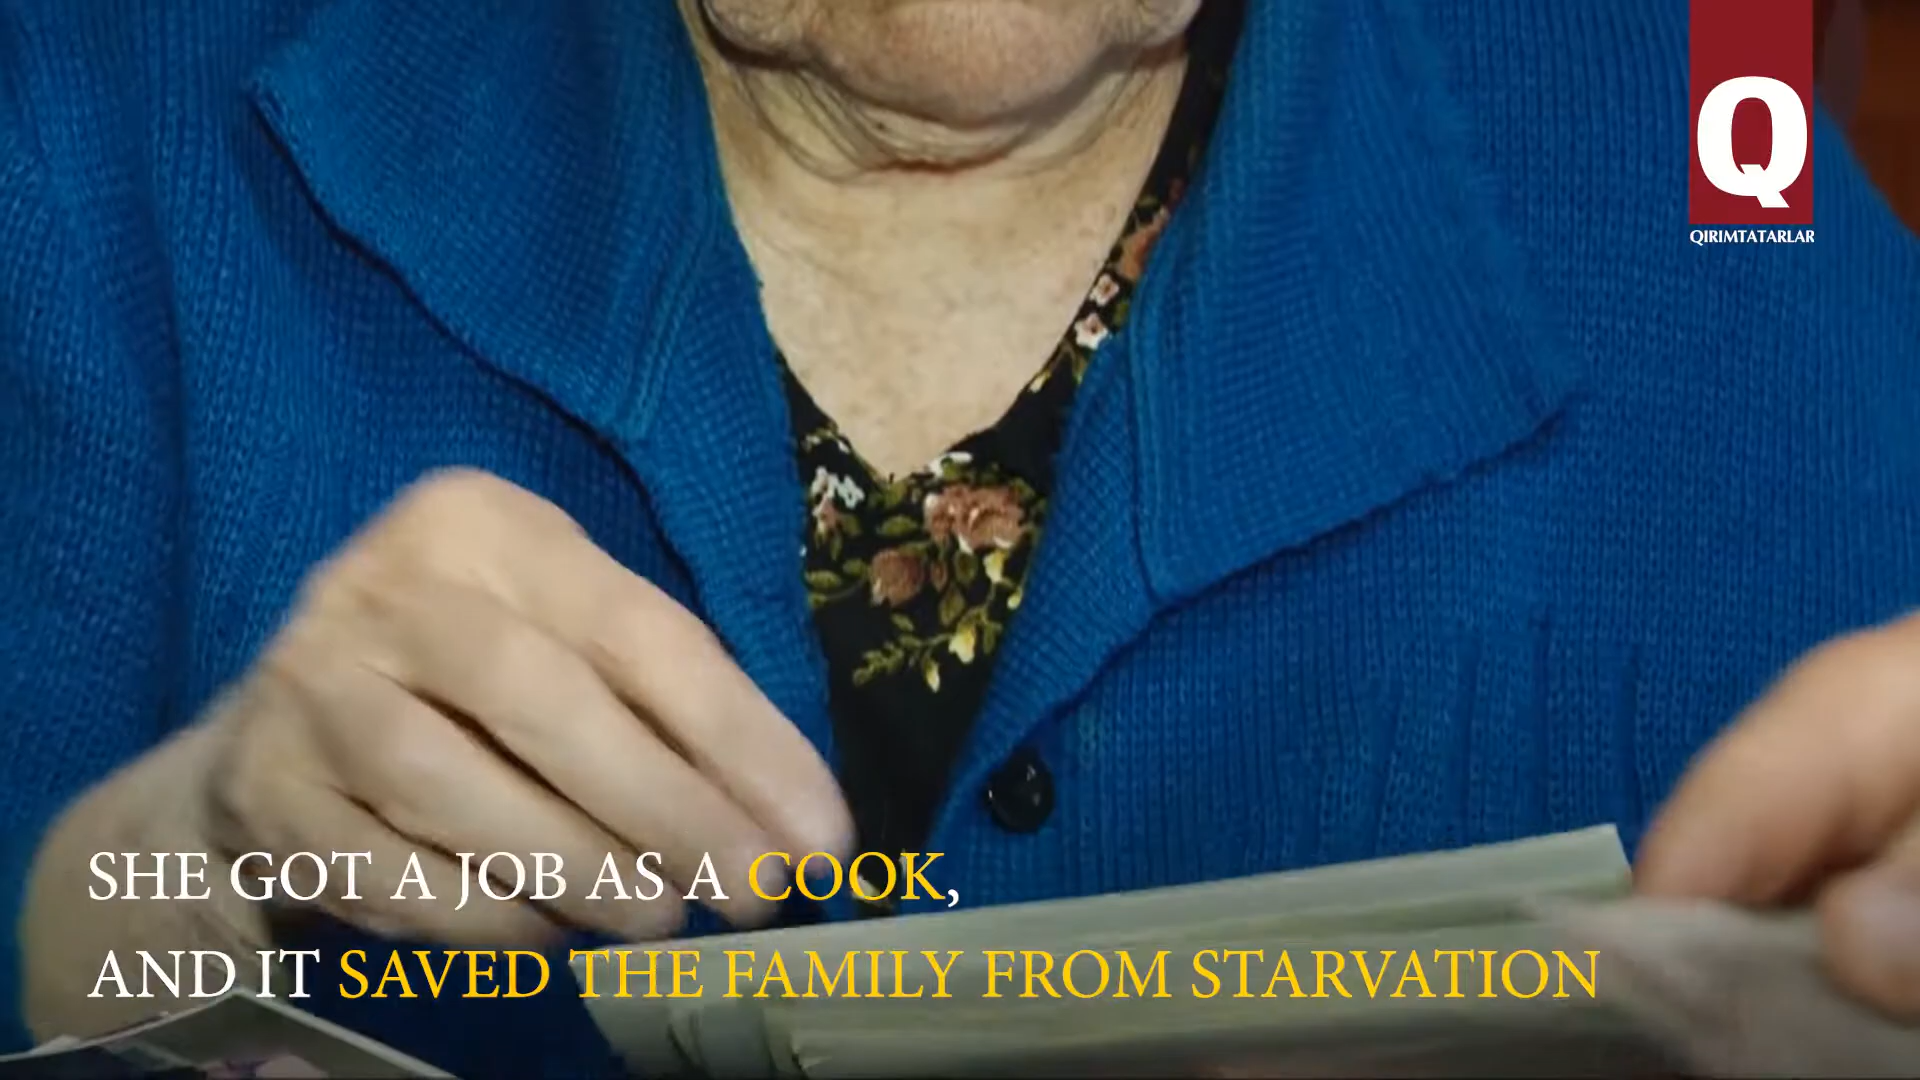 Q
QIRIMTATARLAR
SHE GOT A JOB AS A COOK,
AND IT SAVED THE FAMILY FROM STARVATION